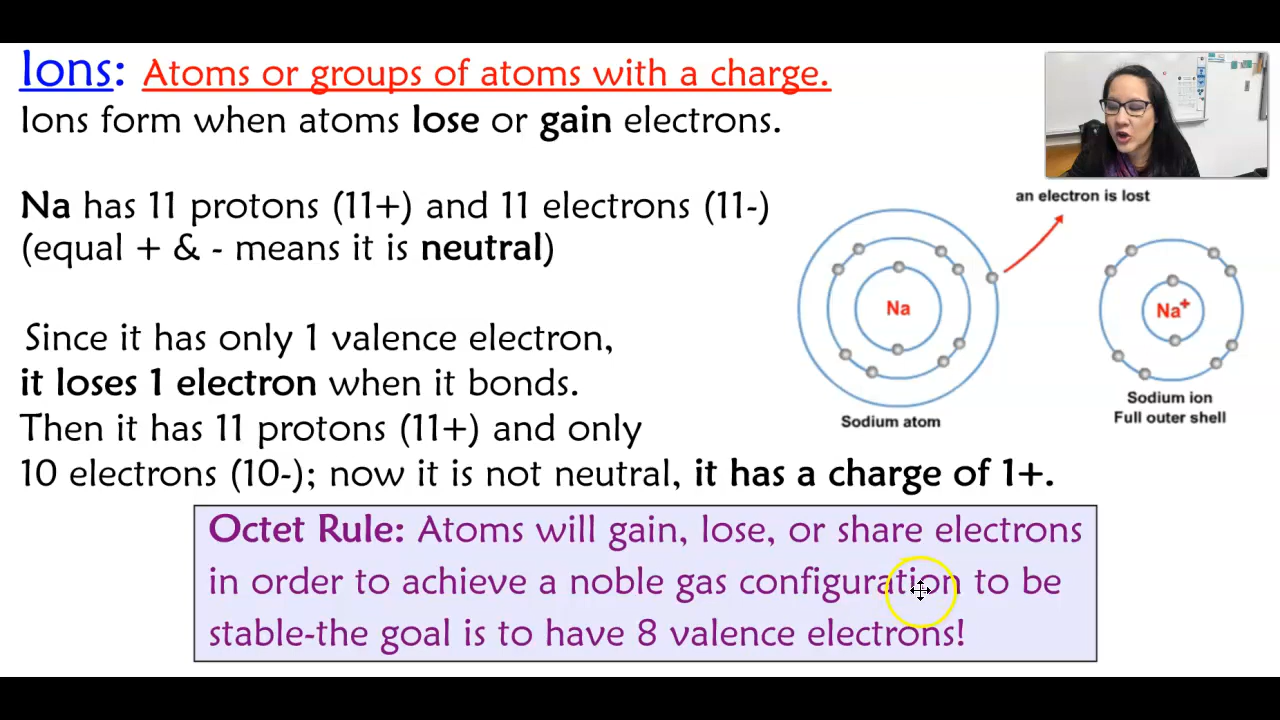 Ions: Atoms or groups of atoms with a charge.
Ions form when atoms lose or gain electrons.
Na has 11 protons (11+) and 11 electrons (11-)
(equal + & - means it is neutral)
Since it has only 1 valence electron,
it loses 1 electron when it bonds.
Then it has 11 protons (11+) and only
10 electrons (10-); now it is not neutral, it has a charge of 1+.
an electron is lost
Na
Na+
Sodium atom
Sodium ion
Full outer shell
Octet Rule: Atoms will gain, lose, or share electrons
in order to achieve a noble gas configuration to be
stable-the goal is to have 8 valence electrons!